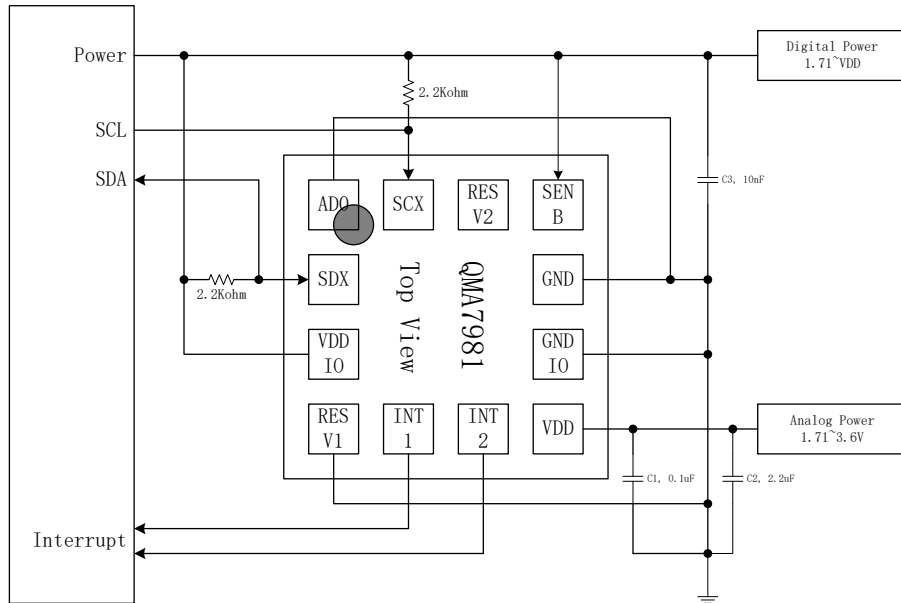 Power
Digital Power
1.71~VDD
2.2Kohm
SCL
SDA
C3, 10nF
AD0
SCX
RES
V2
SEN
B
2.2Kohm
SDX
GND
QMA7981
Top View
VDD
IO
GND
IO
RES
V1
INT
1
INT
2
VDD
Analog Power
1.71~3.6V
C1, 0.1uF
C2, 2.2uF
Interrupt